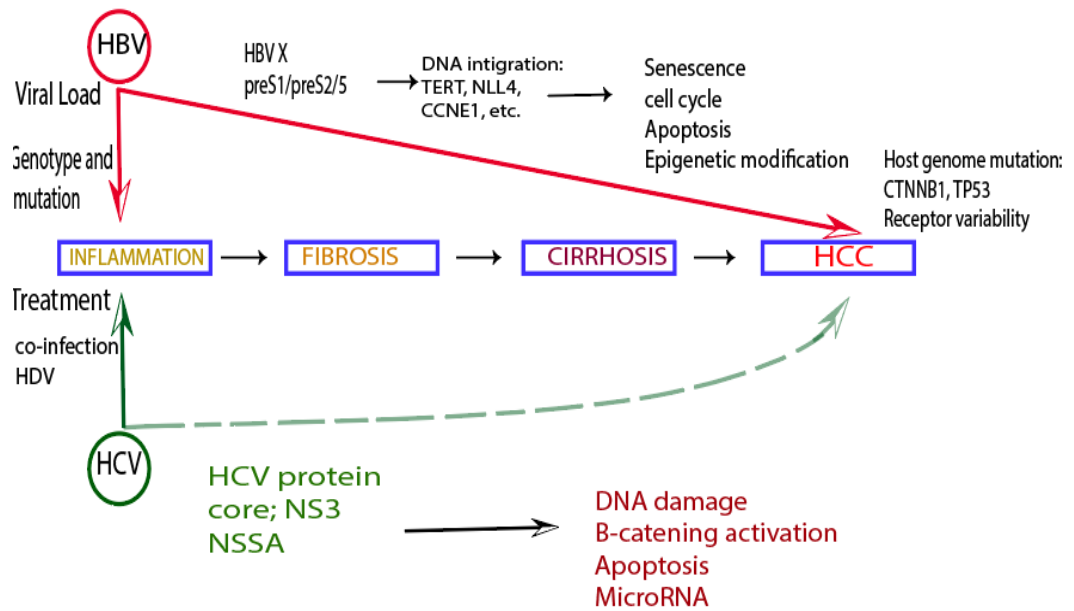 HBV
Viral Load
Genotype and
mutation
HBV X
preS1/preS2/5
DNA intigration:
TERT, NLL4,
CCNE1, etc.
Senescence
cell cycle
Apoptosis
Epigenetic modification
Host genome mutation:
CTNNB1, TP53
Receptor variability
INFLAMMATION
FIBROSIS
CIRRHOSIS
HCC
Treatment
co-infection
HDV
HCV
HCV protein
core; NS3
NSSA
DNA damage
B-catening activation
Apoptosis
MicroRNA